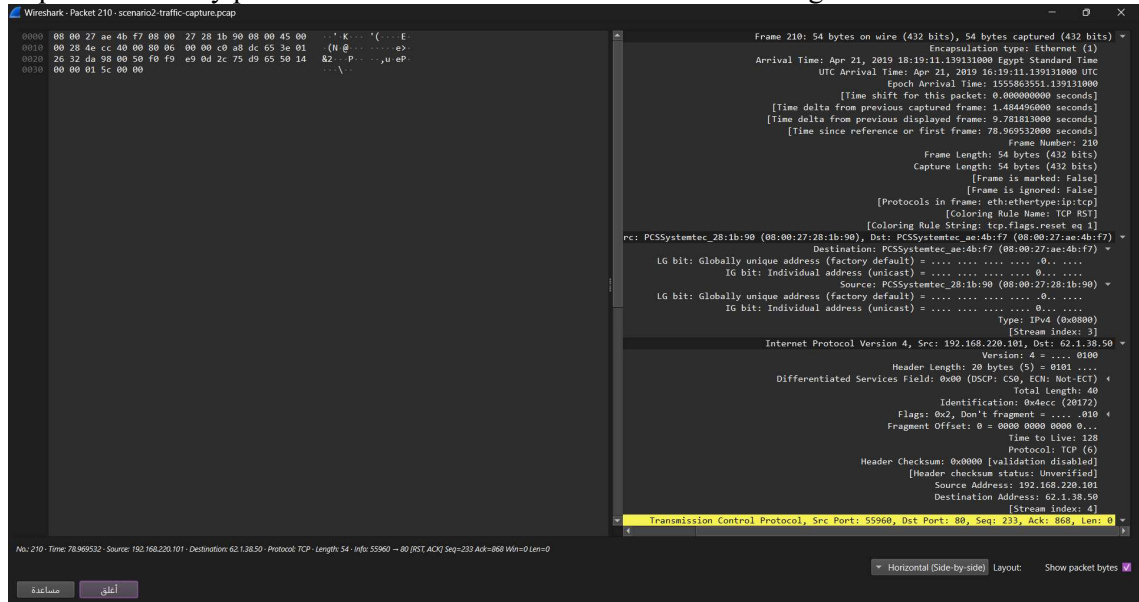 Wireshark · Packet 210 · scenario2-traffic-capture.pcap
0000 08 00 27 ae 4b f7 08 00 27 28 1b 90 08 00 45 00 ··'·K··· '(····E·
0010 00 28 4e cc 40 00 80 06 00 00 c0 a8 dc 65 3e 01 ·(N·@··· ·····e>·
0020 26 32 da 98 00 50 f0 f9 e9 0d 2c 75 d9 65 50 14 &2···P·· ··,u·eP·
0030 00 00 01 5c 00 00 ···\··
Frame 210: 54 bytes on wire (432 bits), 54 bytes captured (432 bits)
Encapsulation type: Ethernet (1)
Arrival Time: Apr 21, 2019 18:19:11.139131000 Egypt Standard Time
UTC Arrival Time: Apr 21, 2019 16:19:11.139131000 UTC
Epoch Arrival Time: 1555863551.139131000
[Time shift for this packet: 0.000000000 seconds]
[Time delta from previous captured frame: 1.484496000 seconds]
[Time delta from previous displayed frame: 9.781813000 seconds]
[Time since reference or first frame: 78.969532000 seconds]
Frame Number: 210
Frame Length: 54 bytes (432 bits)
Capture Length: 54 bytes (432 bits)
[Frame is marked: False]
[Frame is ignored: False]
[Protocols in frame: eth:ethertype:ip:tcp]
[Coloring Rule Name: TCP RST]
[Coloring Rule String: tcp.flags.reset eq 1]
rc: PCSSystemtec_28:1b:90 (08:00:27:28:1b:90), Dst: PCSSystemtec_ae:4b:f7 (08:00:27:ae:4b:f7)
Destination: PCSSystemtec_ae:4b:f7 (08:00:27:ae:4b:f7)
LG bit: Globally unique address (factory default) = .... .... .... .... .0.. ....
IG bit: Individual address (unicast) = .... .... .... .... 0... ....
Source: PCSSystemtec_28:1b:90 (08:00:27:28:1b:90)
LG bit: Globally unique address (factory default) = .... .... .... .... .0.. ....
IG bit: Individual address (unicast) = .... .... .... .... 0... ....
Type: IPv4 (0x0800)
[Stream index: 3]
Internet Protocol Version 4, Src: 192.168.220.101, Dst: 62.1.38.50
Version: 4 = .... 0100
Header Length: 20 bytes (5) = 0101 ....
Differentiated Services Field: 0x00 (DSCP: CS0, ECN: Not-ECT)
Total Length: 40
Identification: 0x4ecc (20172)
Flags: 0x2, Don't fragment = .... .010
Fragment Offset: 0 = 0000 0000 0000 0...
Time to Live: 128
Protocol: TCP (6)
Header Checksum: 0x0000 [validation disabled]
[Header checksum status: Unverified]
Source Address: 192.168.220.101
Destination Address: 62.1.38.50
[Stream index: 4]
Transmission Control Protocol, Src Port: 55960, Dst Port: 80, Seq: 233, Ack: 868, Len: 0
No.: 210 · Time: 78.969532 · Source: 192.168.220.101 · Destination: 62.1.38.50 · Protocol: TCP · Length: 54 · Info: 55960 → 80 [RST, ACK] Seq=233 Ack=868 Win=0 Len=0
Horizontal (Side-by-side) Layout: Show packet bytes
مساعدة أغلق